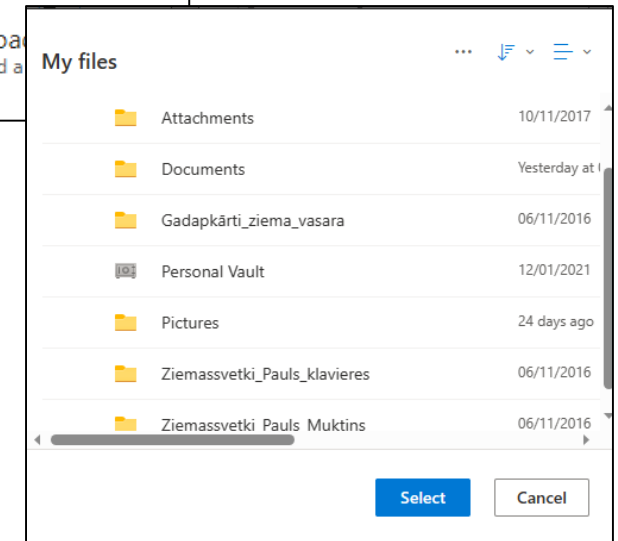 My files
Attachments 10/11/2017
Documents Yesterday at
Gadapkārti_ziema_vasara 06/11/2016
Personal Vault 12/01/2021
Pictures 24 days ago
Ziemassvetki_Pauls_klavieres 06/11/2016
Ziemassvetki_Pauls_Muktins 06/11/2016
Select Cancel